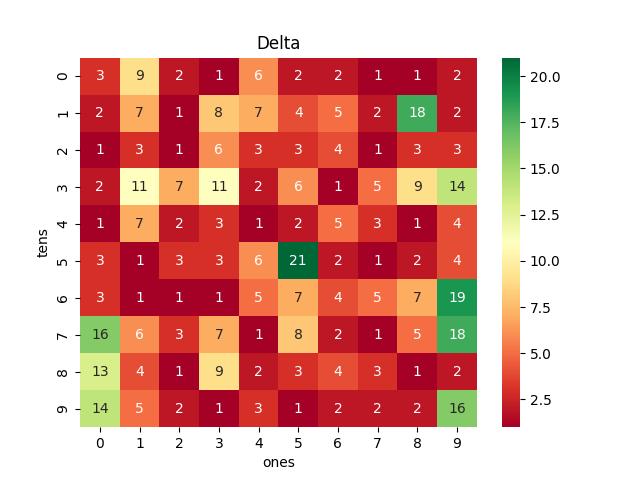 Delta
0 3 9 2 1 6 2 2 1 1 2
1 2 7 1 8 7 4 5 2 18 2
2 1 3 1 6 3 3 4 1 3 3
3 2 11 7 11 2 6 1 5 9 14
4 1 7 2 3 1 2 5 3 1 4
5 3 1 3 3 6 21 2 1 2 4
6 3 1 1 1 5 7 4 5 7 19
7 16 6 3 7 1 8 2 1 5 18
8 13 4 1 9 2 3 4 3 1 2
9 14 5 2 1 3 1 2 2 2 16
0 1 2 3 4 5 6 7 8 9
tens
ones
20.0
17.5
15.0
12.5
10.0
7.5
5.0
2.5